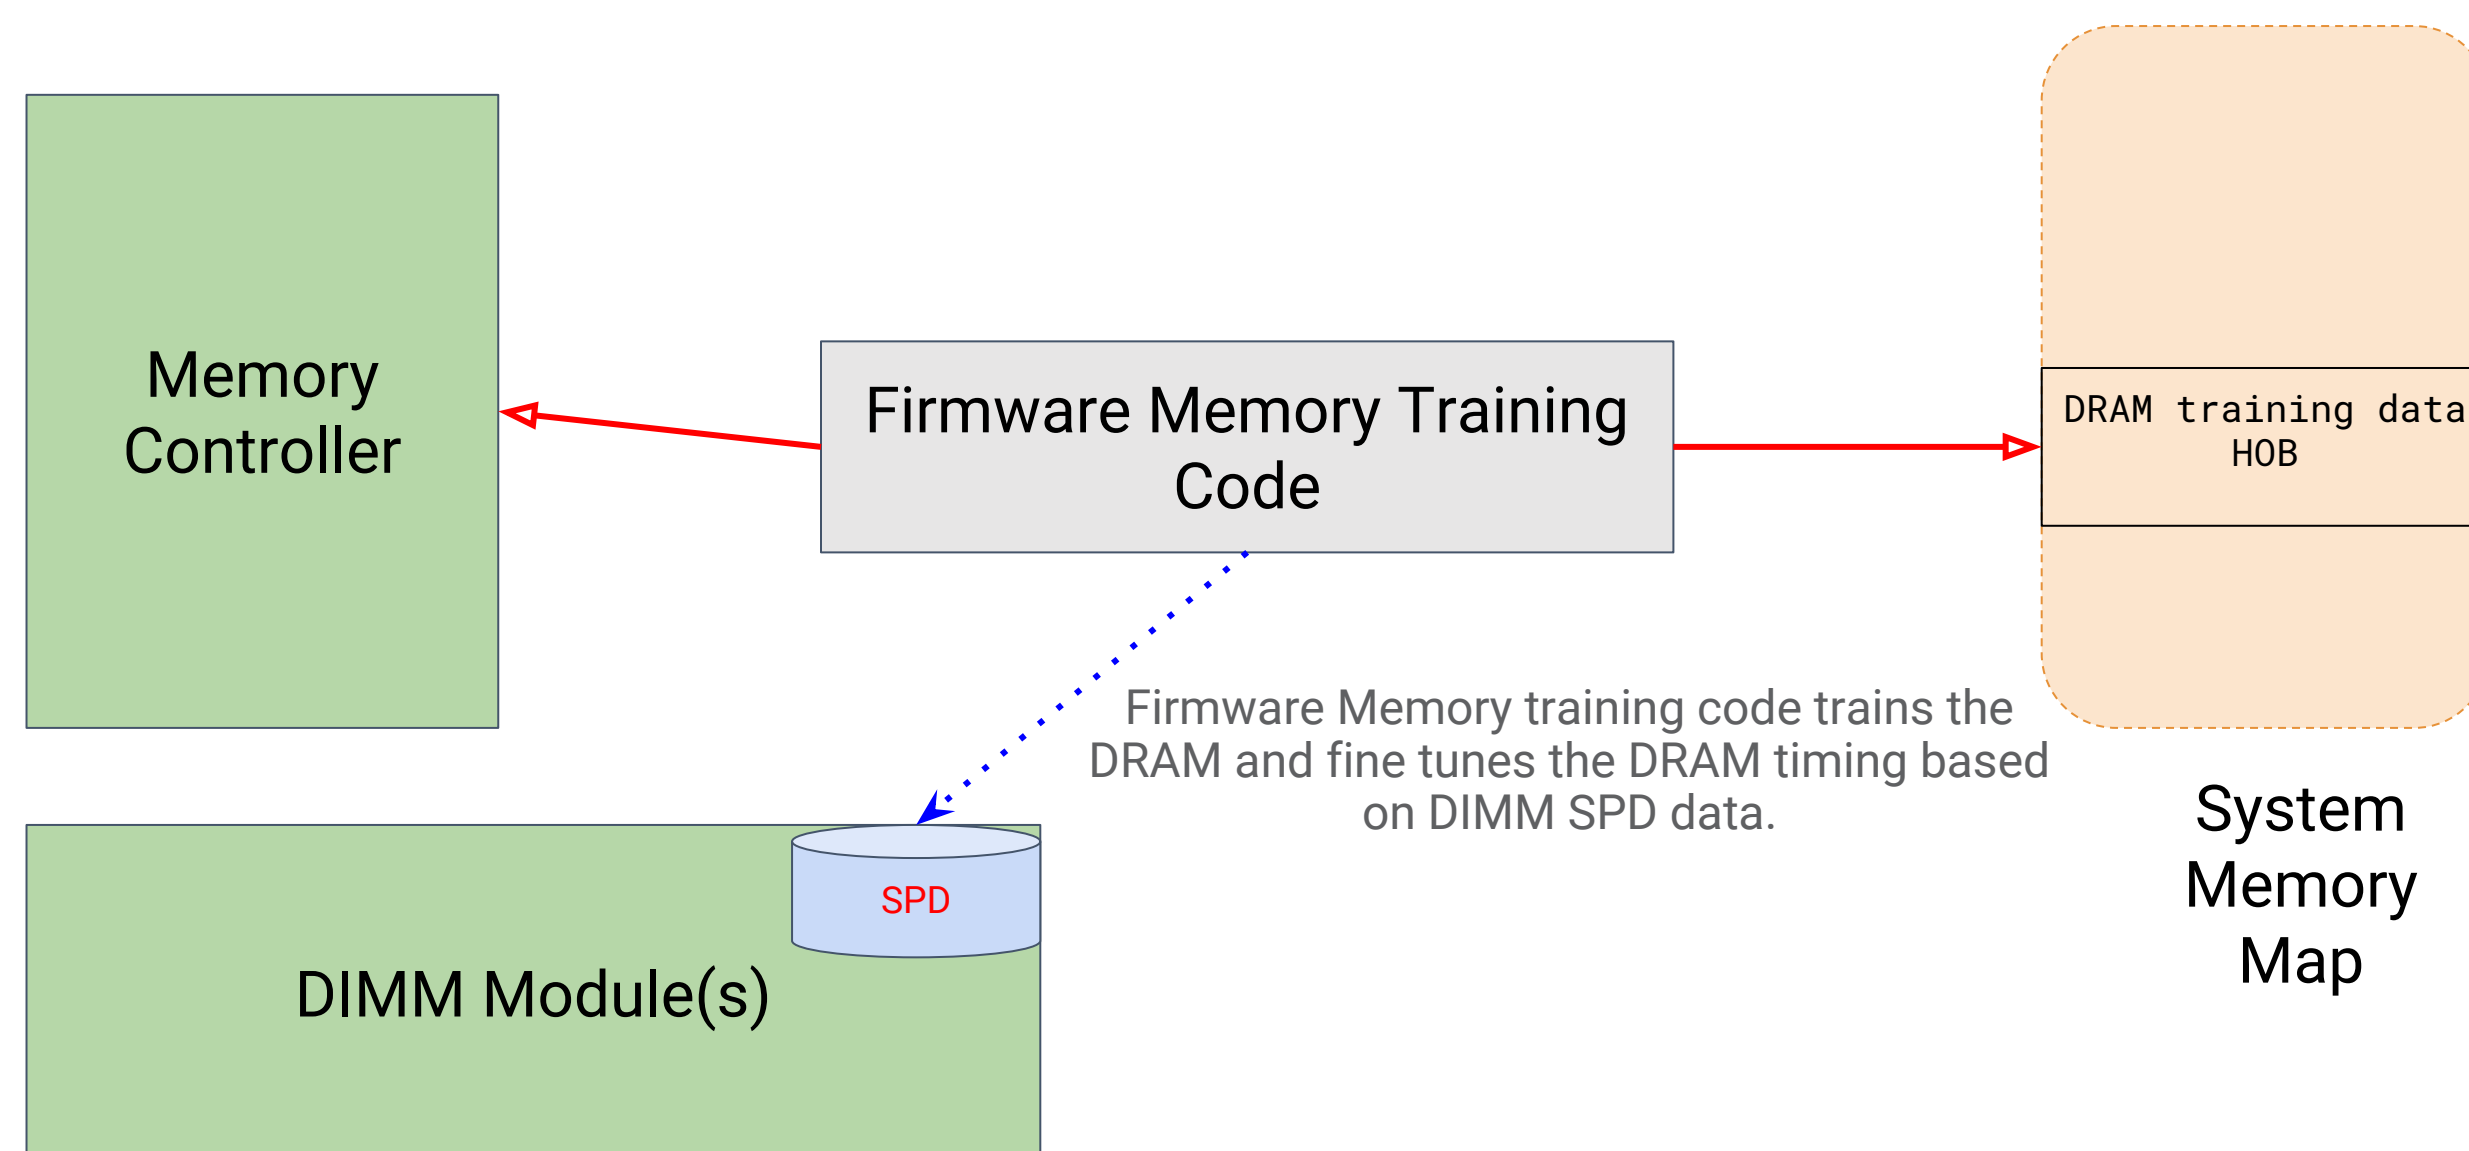 Memory
Controller
Firmware Memory Training
Code
DRAM training data
HOB
Firmware Memory training code trains the
DRAM and fine tunes the DRAM timing based
on DIMM SPD data.
System
Memory
Map
SPD
DIMM Module(s)